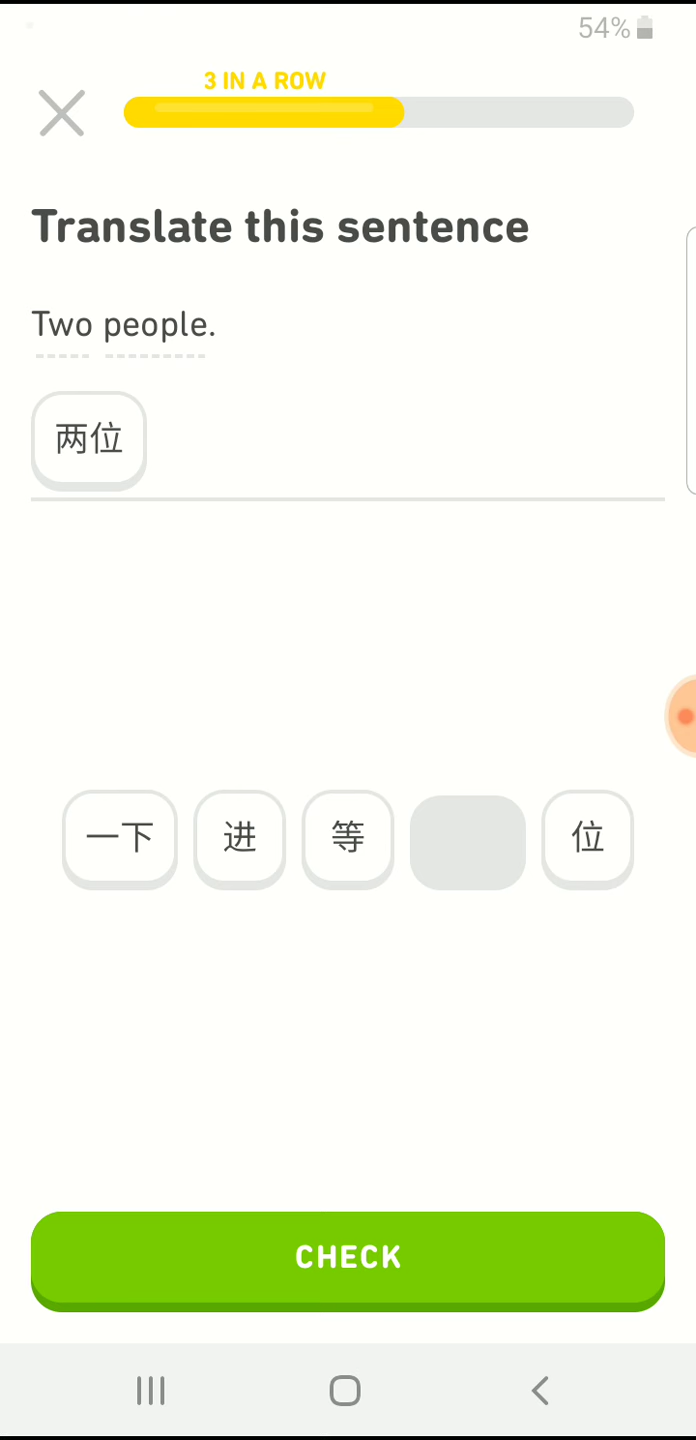 54%
3 IN A ROW
Translate this sentence
Two people.
两位
一下 进 等 位
CHECK